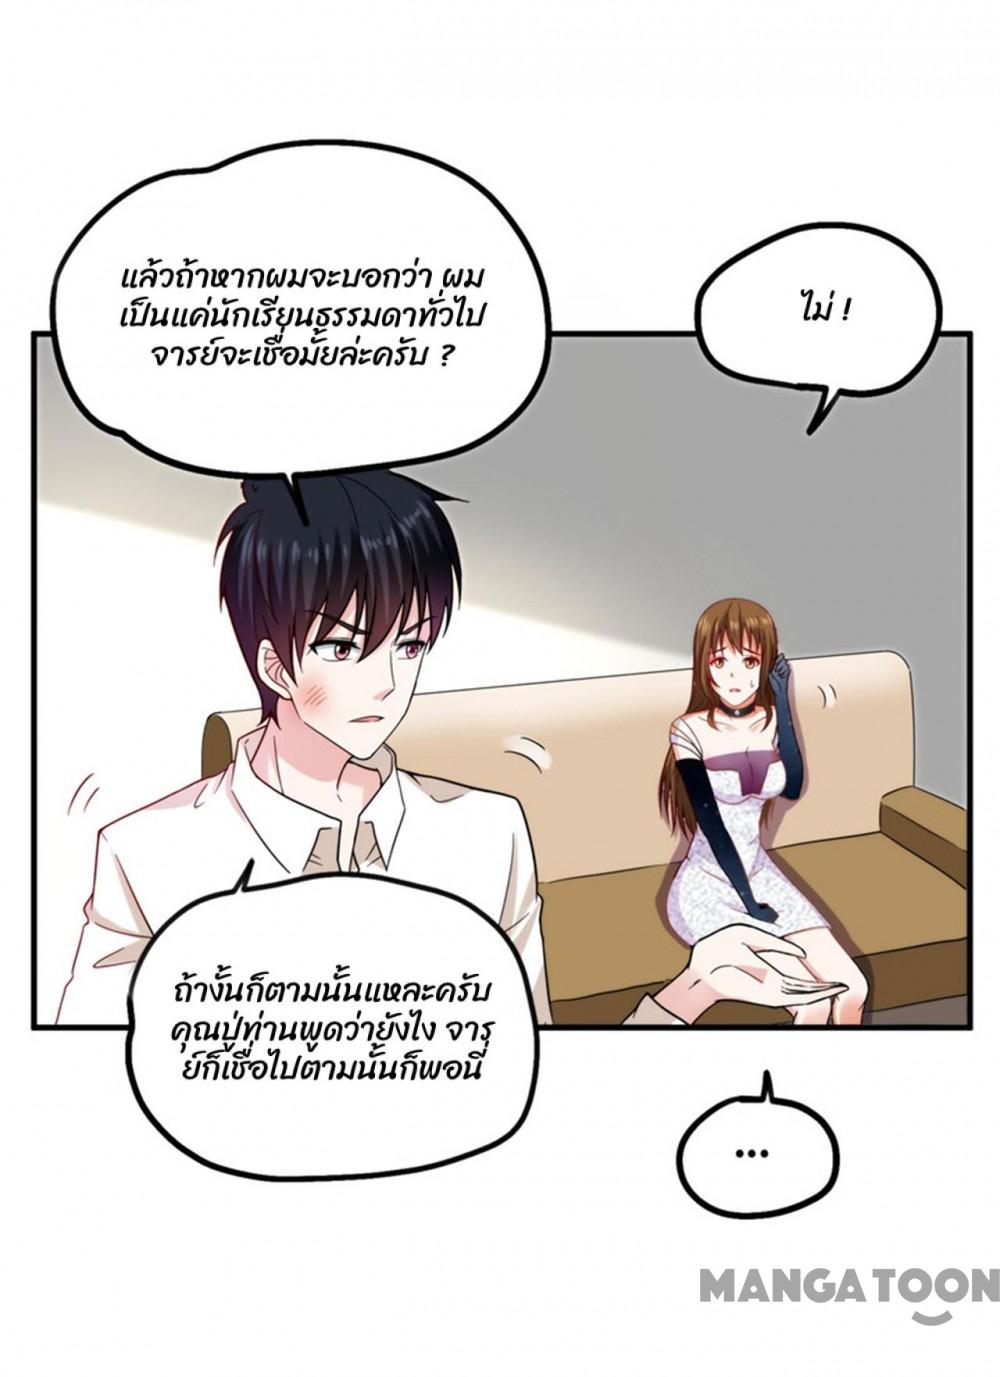 แล้วถ้าหากผมจะบอกว่า ผม
เป็นแค่นักเรียนธรรมดาทั่วไป
จารย์จะเชื่อมั้ยล่ะครับ ?
ไม่ !
ถ้างั้นก็ตามนั้นแหละครับ
คุณปู่ท่านพูดว่ายังไง จาร
ย์ก็เชื่อไปตามนั้นก็พอนี่
...
MANGATOON